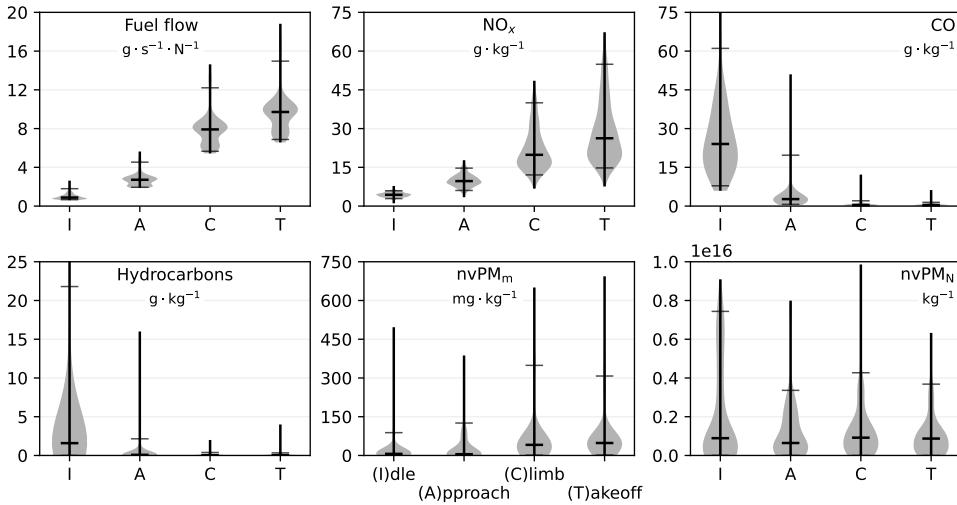 Fuel flow
g·s⁻¹·N⁻¹
20
16
12
8
4
0
I A C T
NOₓ
g·kg⁻¹
75
60
45
30
15
0
I A C T
CO
g·kg⁻¹
75
60
45
30
15
0
I A C T
Hydrocarbons
g·kg⁻¹
25
20
15
10
5
0
I A C T
nvPMₘ
mg·kg⁻¹
750
600
450
300
150
0
(I)dle (C)limb
(A)pproach (T)akeoff
1e16
nvPM_N
kg⁻¹
1.0
0.8
0.6
0.4
0.2
0.0
I A C T